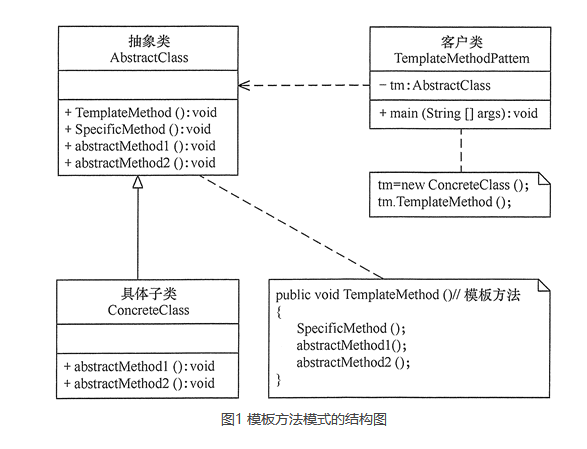 抽象类
AbstractClass
+ TemplateMethod ():void
+ SpecificMethod ():void
+ abstractMethod1 ():void
+ abstractMethod2 ():void
客户类
TemplateMethodPattem
− tm:AbstractClass
+ main (String [] args):void
tm=new ConcreteClass ();
tm.TemplateMethod ();
具体子类
ConcreteClass
+ abstractMethod1 ():void
+ abstractMethod2 ():void
public void TemplateMethod ()// 模板方法
{
SpecificMethod ();
abstractMethod1();
abstractMethod2 ();
}
图1 模板方法模式的结构图